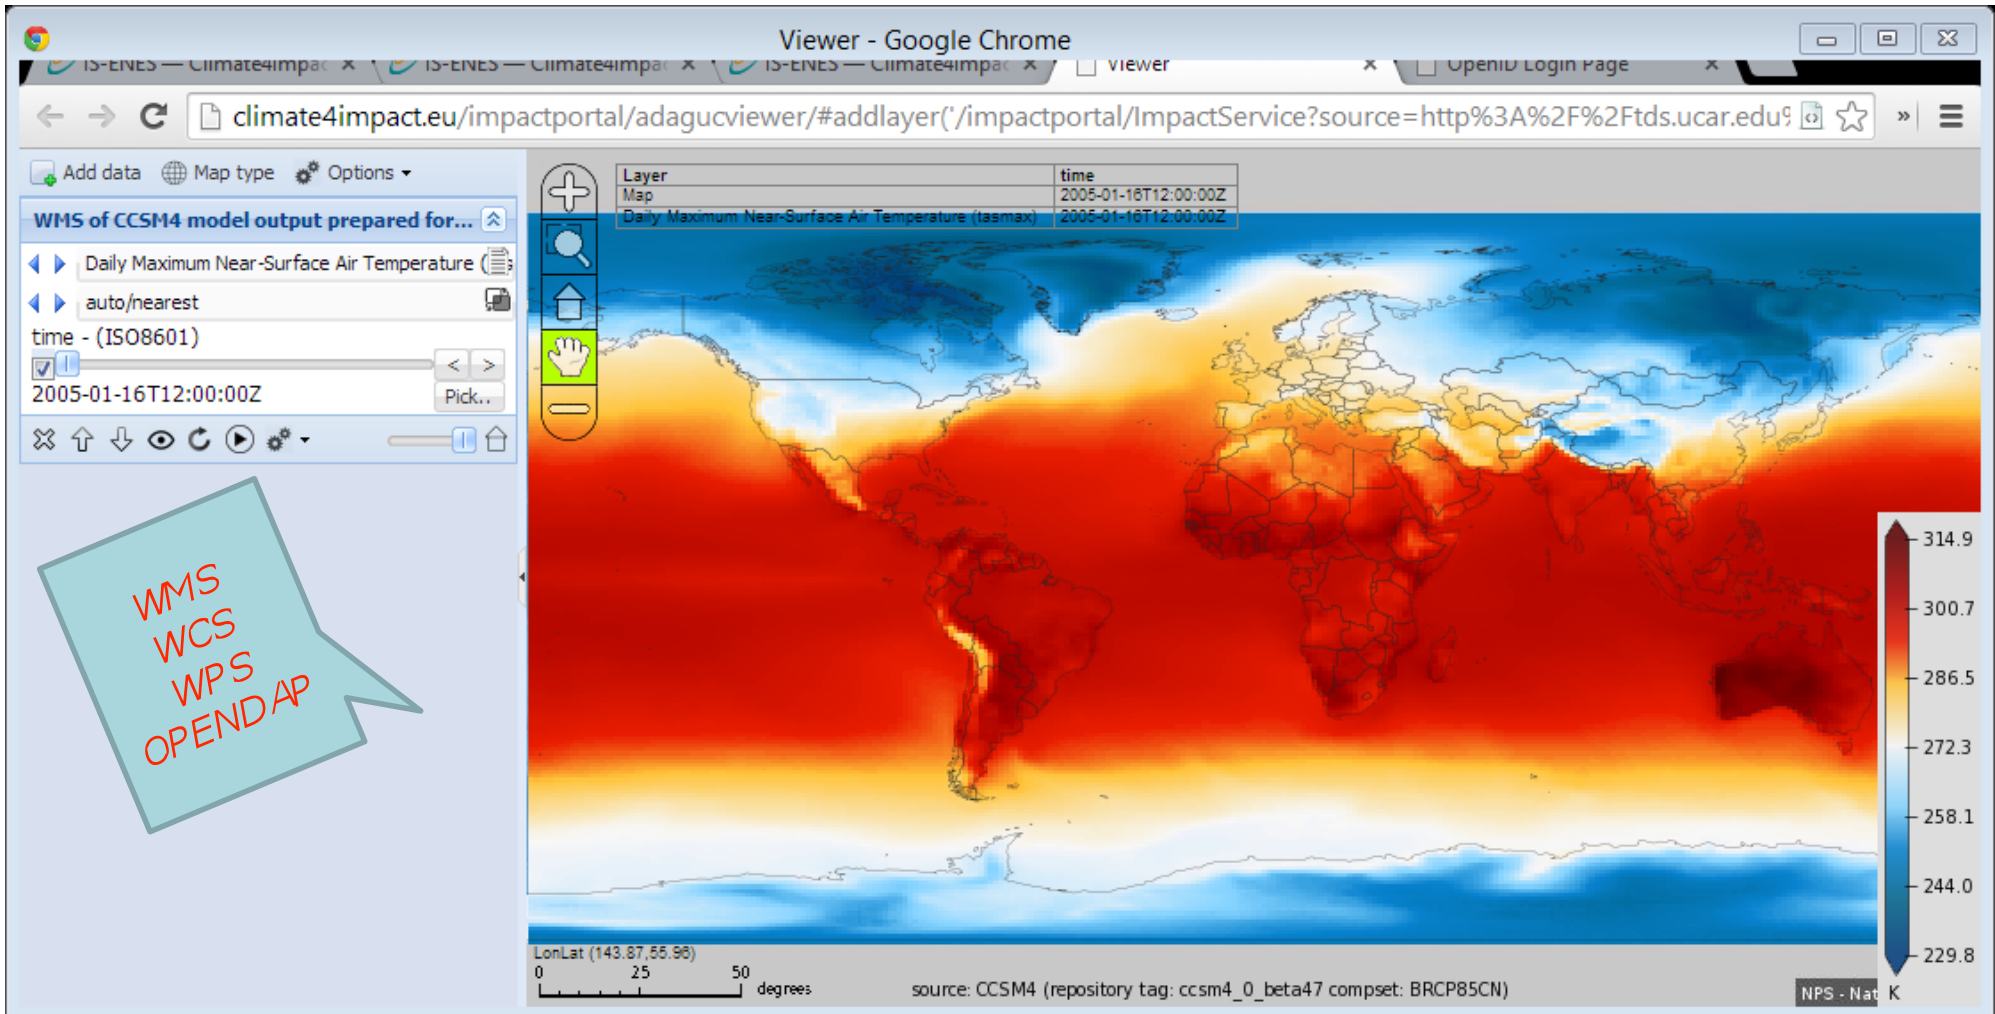 Viewer - Google Chrome
IS-ENES — Climate4Impac IS-ENES — Climate4Impac IS-ENES — Climate4Impac Viewer OpenID Login Page
climate4impact.eu/impactportal/adagucviewer/#addlayer('/impactportal/ImpactService?source=http%3A%2F%2Ftds.ucar.edu%
Add data Map type Options
WMS of CCSM4 model output prepared for...
Daily Maximum Near-Surface Air Temperature (
auto/nearest
time - (ISO8601)
< >
2005-01-16T12:00:00Z
Pick..
WMS
WCS
WPS
OPENDAP
Layer time
Map 2005-01-16T12:00:00Z
Daily Maximum Near-Surface Air Temperature (tasmax) 2005-01-16T12:00:00Z
314.9
300.7
286.5
272.3
258.1
244.0
229.8
K
LonLat (143.87,55.96)
0 25 50
degrees
source: CCSM4 (repository tag: ccsm4_0_beta47 compset: BRCP85CN)
NPS - Nat